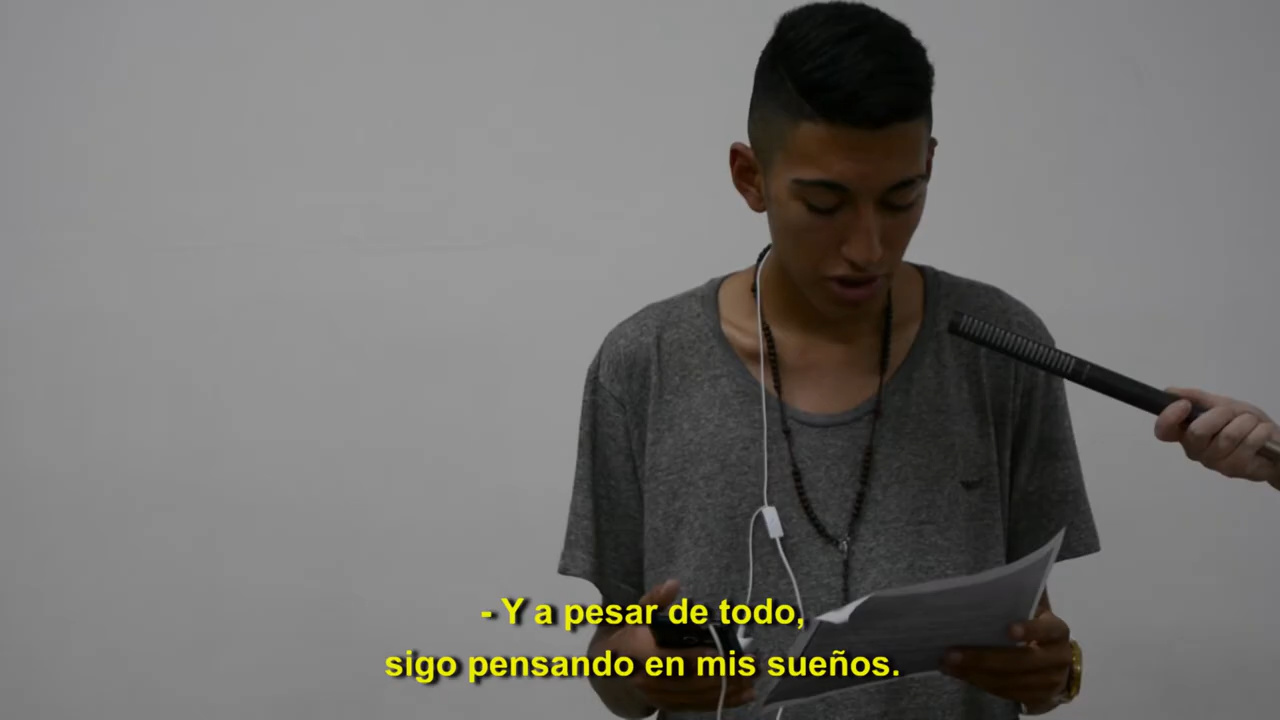 - Y a pesar de todo,
sigo pensando en mis sueños.